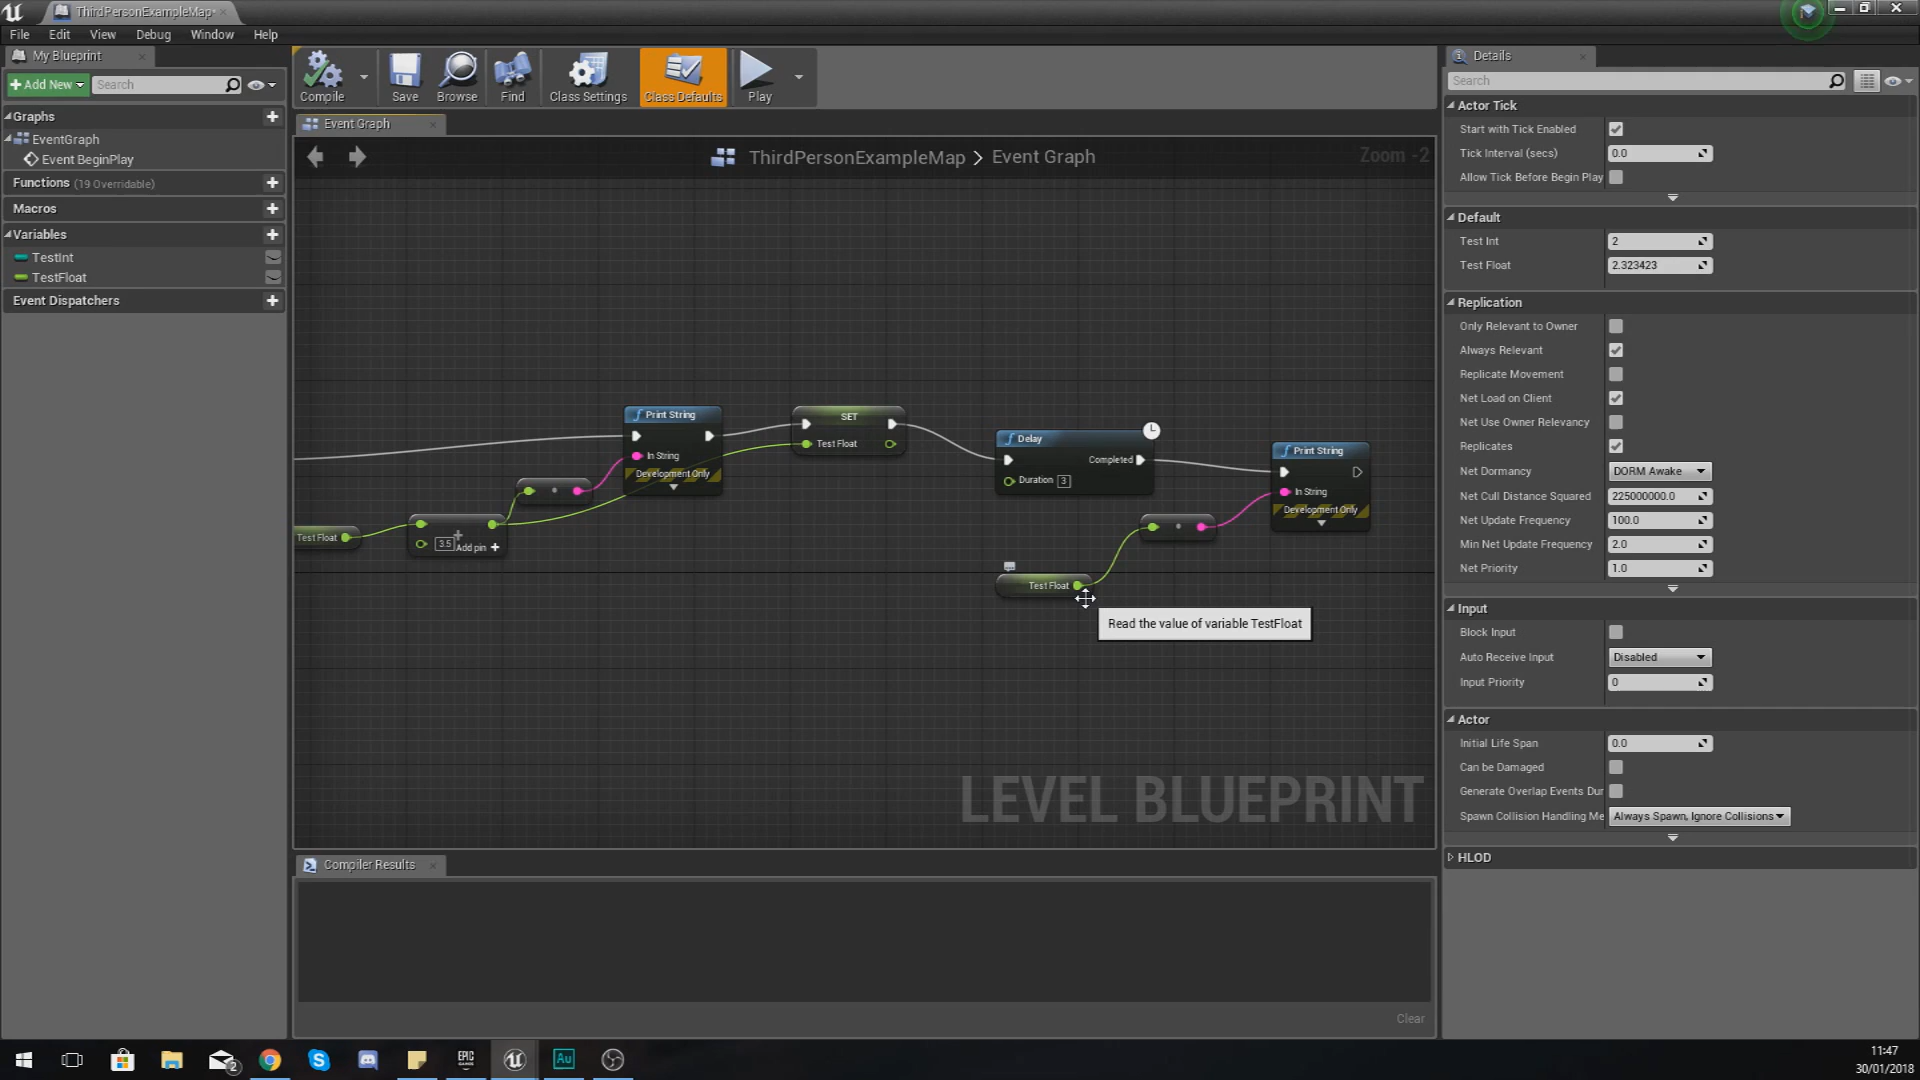 ThirdPersonExampleMap*
File Edit View Debug Window Help
My Blueprint
Add New
Search
Graphs
EventGraph
Event BeginPlay
Functions (19 Overridable)
Macros
Variables
TestInt
TestFloat
Event Dispatchers
Compile Save Browse Find Class Settings Class Defaults Play
Event Graph
ThirdPersonExampleMap > Event Graph
Zoom -2
Print String
In String
Development Only
SET
Test Float
Delay
Completed
Duration 3
Print String
In String
Development Only
Test Float
3.5
Add pin +
Test Float
Read the value of variable TestFloat
LEVEL BLUEPRINT
Compiler Results
Clear
Details
Search
Actor Tick
Start with Tick Enabled
Tick Interval (secs) 0.0
Allow Tick Before Begin Play
Default
Test Int 2
Test Float 2.323423
Replication
Only Relevant to Owner
Always Relevant
Replicate Movement
Net Load on Client
Net Use Owner Relevancy
Replicates
Net Dormancy DORM Awake
Net Cull Distance Squared 225000000.0
Net Update Frequency 100.0
Min Net Update Frequency 2.0
Net Priority 1.0
Input
Block Input
Auto Receive Input Disabled
Input Priority 0
Actor
Initial Life Span 0.0
Can be Damaged
Generate Overlap Events Dur
Spawn Collision Handling Me Always Spawn, Ignore Collisions
HLOD
2
EPIC
GAMES
Au
11:47
30/01/2018